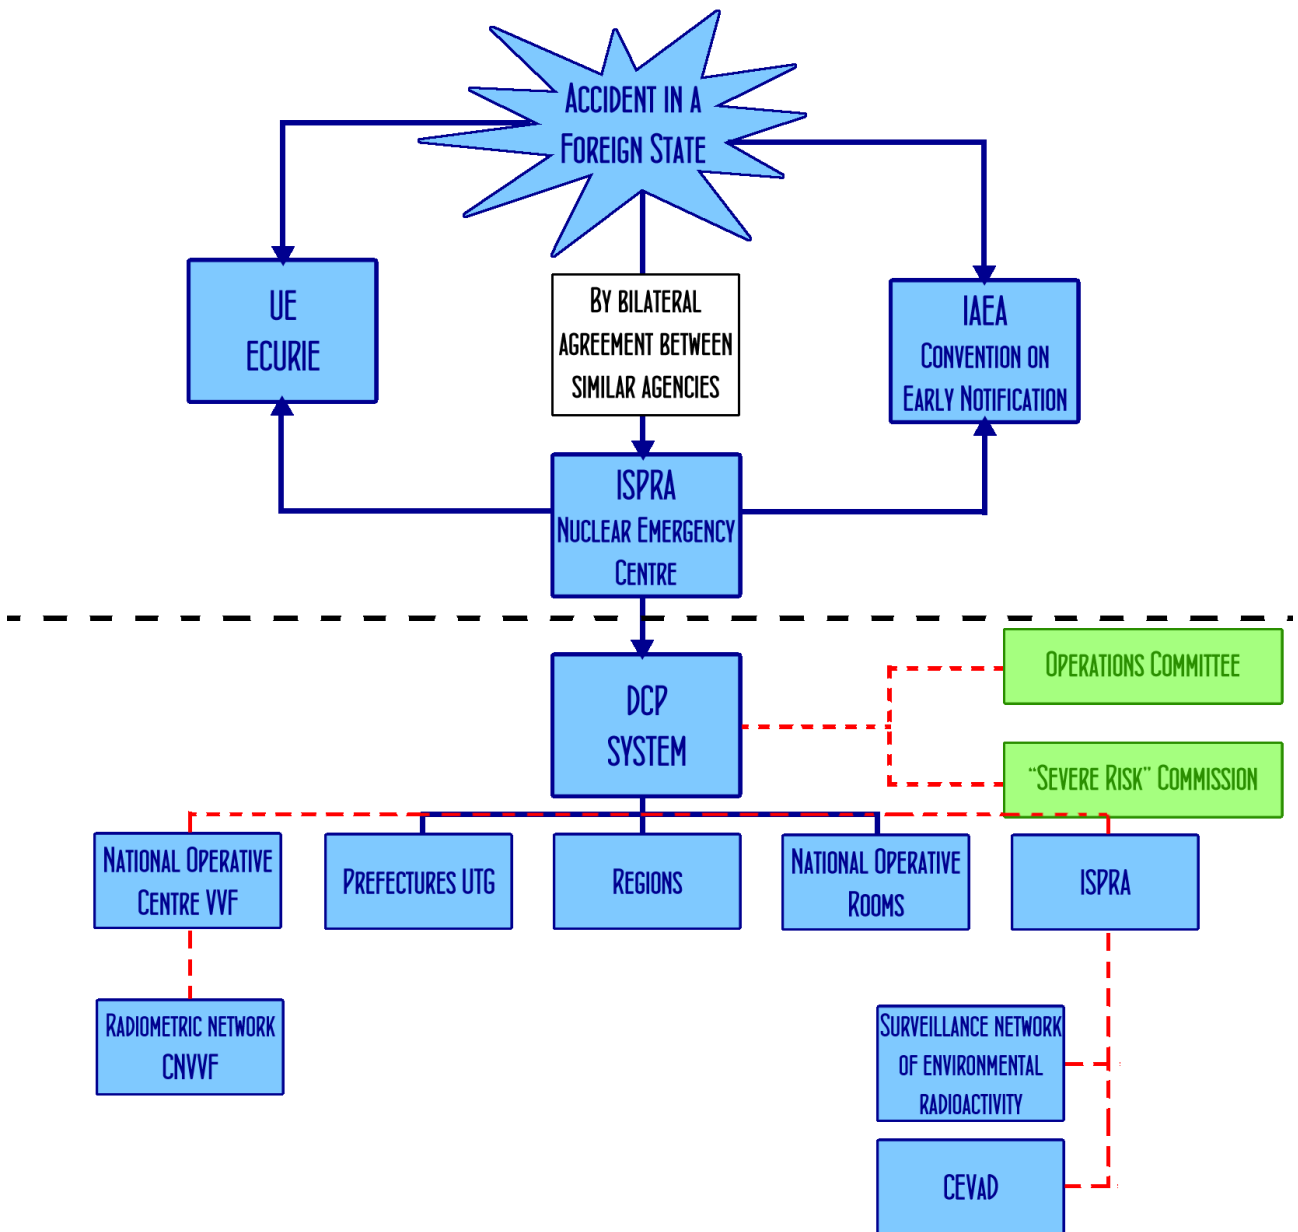 Accident in a
Foreign State
UE
ECURIE
By bilateral
agreement between
similar agencies
IAEA
Convention on
Early Notification
ISPRA
Nuclear Emergency
Centre
DCP
SYSTEM
Operations Committee
“Severe Risk” Commission
National Operative
Centre VVF
Prefectures UTG
Regions
National Operative
Rooms
ISPRA
Radiometric network
CNVVF
Surveillance network
of environmental
radioactivity
CEVaD